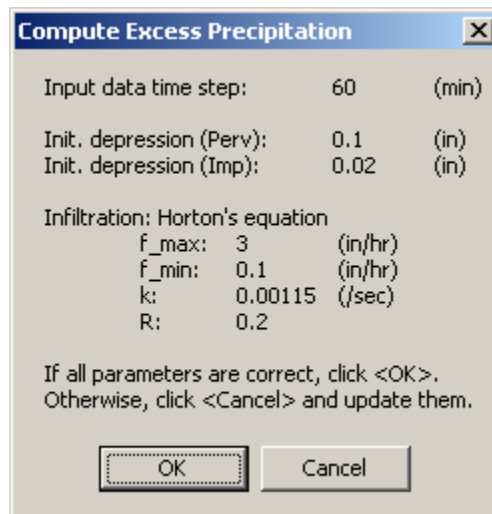 Compute Excess Precipitation
Input data time step: 60 (min)
Init. depression (Perv): 0.1 (in)
Init. depression (Imp): 0.02 (in)
Infiltration: Horton's equation
f_max: 3 (in/hr)
f_min: 0.1 (in/hr)
k: 0.00115 (/sec)
R: 0.2
If all parameters are correct, click <OK>.
Otherwise, click <Cancel> and update them.
OK Cancel